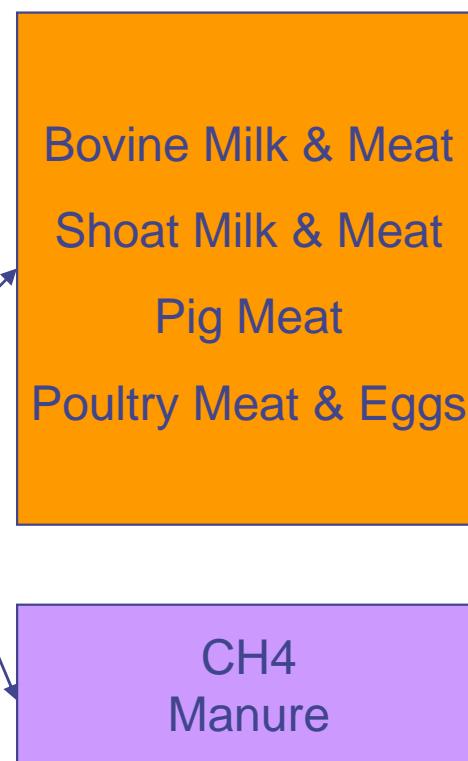 Bovine Milk & Meat
Shoat Milk & Meat
Pig Meat
Poultry Meat & Eggs
CH4
Manure